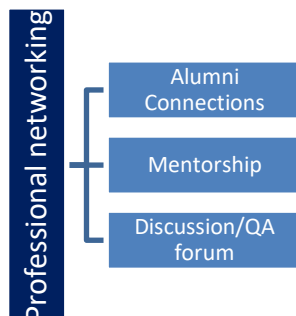 Professional networking
Alumni
Connections
Mentorship
Discussion/QA
forum